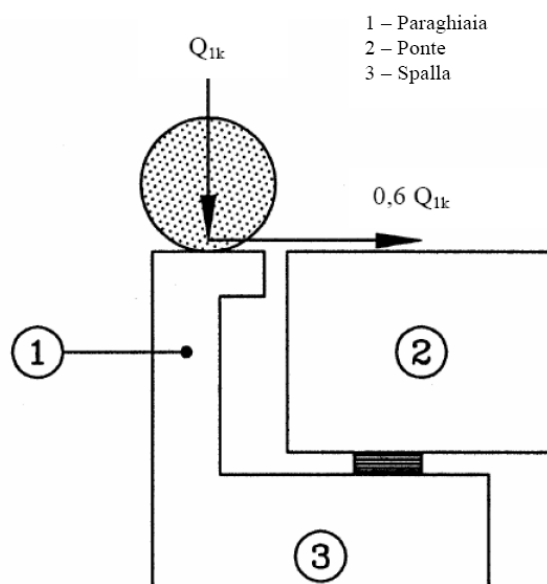 1 – Paraghiaia
2 – Ponte
3 – Spalla
Q1k
0,6 Q1k
1
2
3